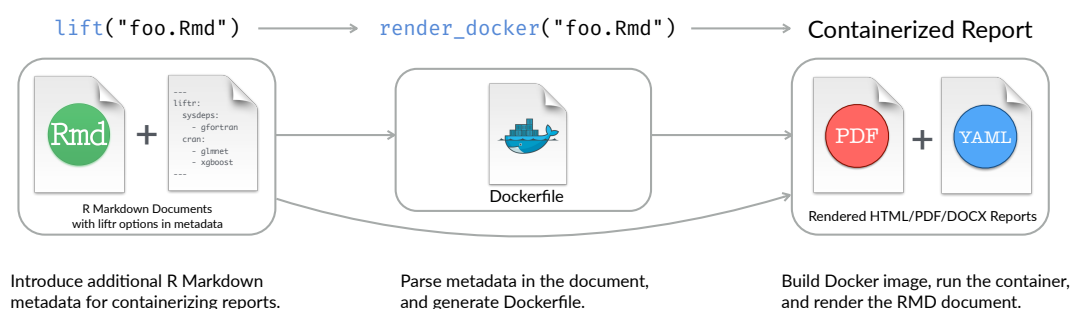 lift("foo.Rmd")
render_docker("foo.Rmd")
Containerized Report
Rmd
+
---
liftr:
  sysdeps:
    - gfortran
  cran:
    - glmnet
    - xgboost
---
R Markdown Documents
with liftr options in metadata
Dockerfile
PDF
+
YAML
Rendered HTML/PDF/DOCX Reports
Introduce additional R Markdown
metadata for containerizing reports.
Parse metadata in the document,
and generate Dockerfile.
Build Docker image, run the container,
and render the RMD document.